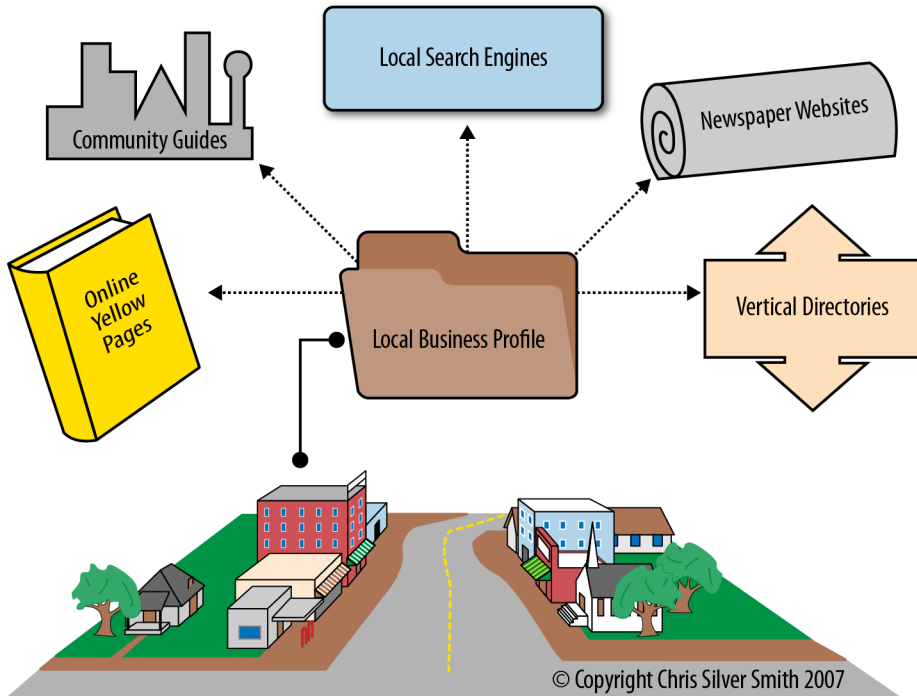 Local Search Engines
Community Guides
Newspaper Websites
Online
Yellow
Pages
Local Business Profile
Vertical Directories
© Copyright Chris Silver Smith 2007